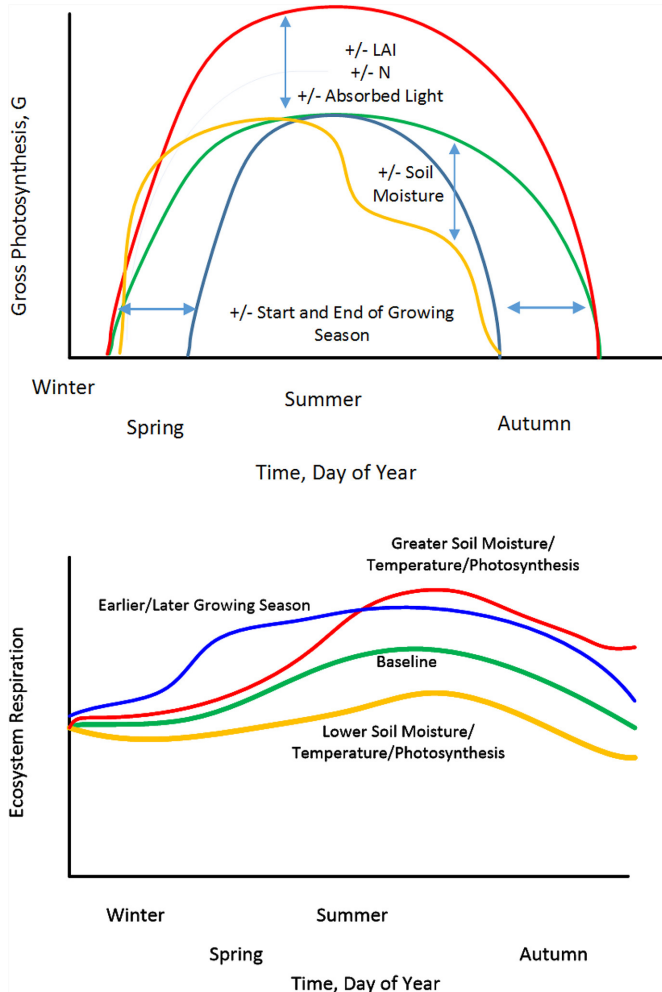 Gross Photosynthesis, G
+/- LAI
+/- N
+/- Absorbed Light
+/- Soil
Moisture
+/- Start and End of Growing
Season
Winter
Summer
Spring
Autumn
Time, Day of Year
Ecosystem Respiration
Greater Soil Moisture/
Temperature/Photosynthesis
Earlier/Later Growing Season
Baseline
Lower Soil Moisture/
Temperature/Photosynthesis
Winter
Summer
Spring
Autumn
Time, Day of Year